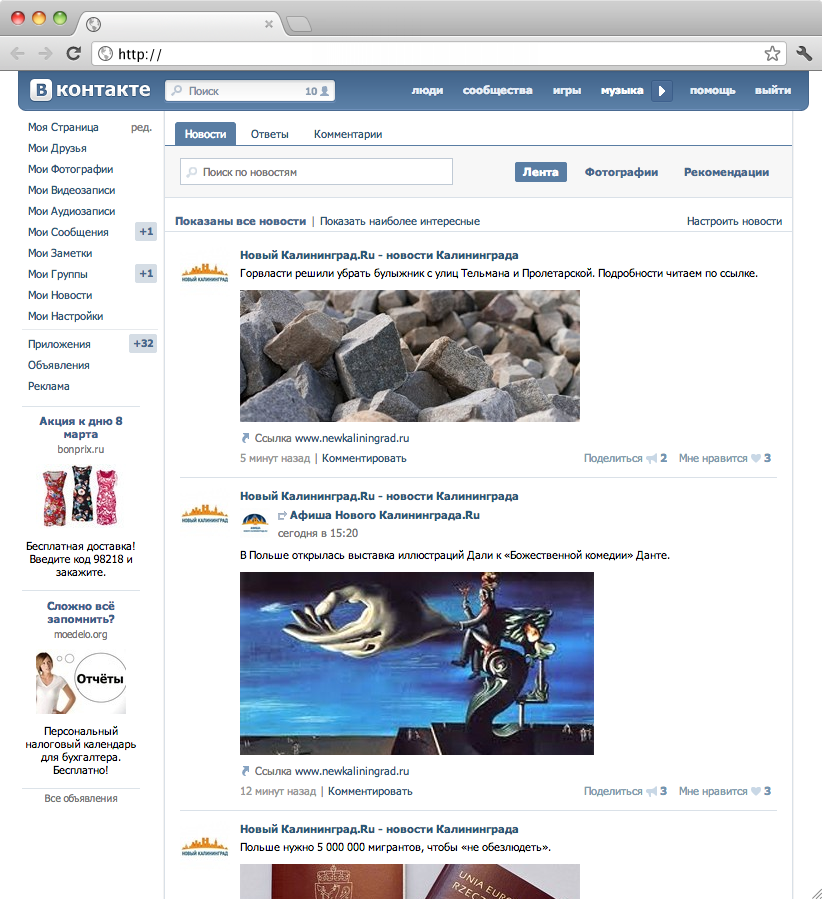 http://
В контакте
Поиск
10
люди
сообщества
игры
музыка
помощь
выйти
Моя Страница
ред.
Мои Друзья
Мои Фотографии
Мои Видеозаписи
Мои Аудиозаписи
Мои Сообщения
+1
Мои Заметки
Мои Группы
+1
Мои Новости
Мои Настройки
Приложения
+32
Объявления
Реклама
Акция к дню 8
марта
bonprix.ru
Бесплатная доставка!
Введите код 98218 и
закажите.
Сложно всё
запомнить?
moedelo.org
Отчёты
Персональный
налоговый календарь
для бухгалтера.
Бесплатно!
Все объявления
Новости
Ответы
Комментарии
Поиск по новостям
Лента
Фотографии
Рекомендации
Показаны все новости | Показать наиболее интересные
Настроить новости
НОВЫЙ КАЛИНИНГРАД
Новый Калининград.Ru - новости Калининграда
Горвласти решили убрать булыжник с улиц Тельмана и Пролетарской. Подробности читаем по ссылке.
Ссылка www.newkaliningrad.ru
5 минут назад | Комментировать
Поделиться 2
Мне нравится 3
НОВЫЙ КАЛИНИНГРАД
Новый Калининград.Ru - новости Калининграда
Афиша Нового Калининграда.Ru
сегодня в 15:20
В Польше открылась выставка иллюстраций Дали к «Божественной комедии» Данте.
Ссылка www.newkaliningrad.ru
12 минут назад | Комментировать
Поделиться 3
Мне нравится 3
НОВЫЙ КАЛИНИНГРАД
Новый Калининград.Ru - новости Калининграда
Польше нужно 5 000 000 мигрантов, чтобы «не обезлюдеть».
UNIA EURO
RZECZ